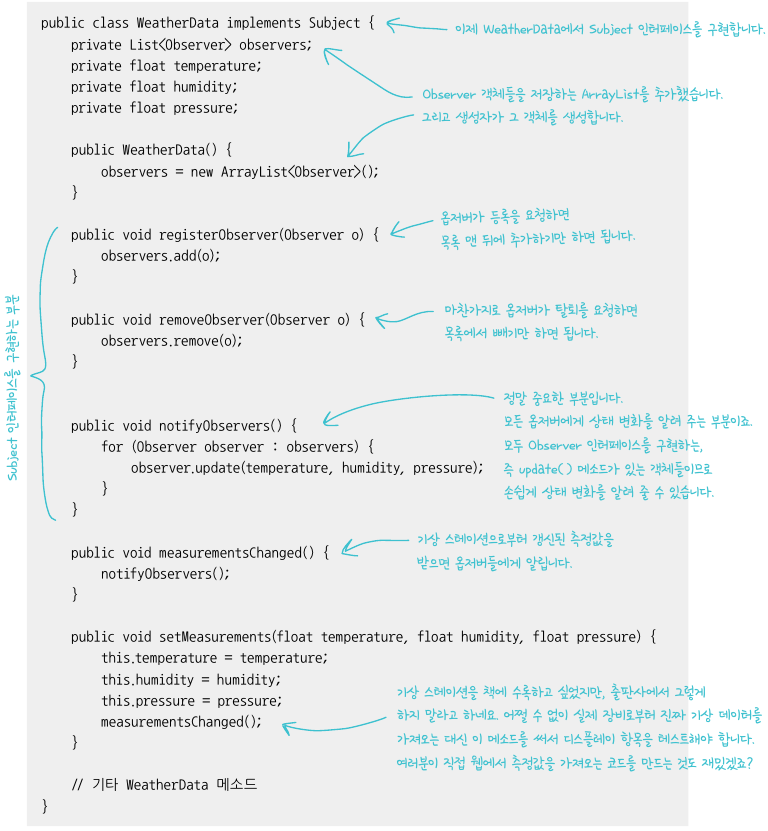 public class WeatherData implements Subject {
이제 WeatherData에서 Subject 인터페이스를 구현합니다.
private List<Observer> observers;
private float temperature;
private float humidity;
private float pressure;
Observer 객체들을 저장하는 ArrayList를 추가했습니다.
그리고 생성자가 그 객체를 생성합니다.
public WeatherData() {
observers = new ArrayList<Observer>();
}
Subject 인터페이스를 구현하는 부분
public void registerObserver(Observer o) {
observers.add(o);
}
옵저버가 등록을 요청하면
목록 맨 뒤에 추가하기만 하면 됩니다.
public void removeObserver(Observer o) {
observers.remove(o);
}
마찬가지로 옵저버가 탈퇴를 요청하면
목록에서 빼기만 하면 됩니다.
public void notifyObservers() {
for (Observer observer : observers) {
observer.update(temperature, humidity, pressure);
}
}
정말 중요한 부분입니다.
모든 옵저버에게 상태 변화를 알려 주는 부분이죠.
모두 Observer 인터페이스를 구현하는,
즉 update( ) 메소드가 있는 객체들이므로
손쉽게 상태 변화를 알려 줄 수 있습니다.
public void measurementsChanged() {
notifyObservers();
}
기상 스테이션으로부터 갱신된 측정값을
받으면 옵저버들에게 알립니다.
public void setMeasurements(float temperature, float humidity, float pressure) {
this.temperature = temperature;
this.humidity = humidity;
this.pressure = pressure;
measurementsChanged();
}
기상 스테이션을 책에 수록하고 싶었지만, 출판사에서 그렇게
하지 말라고 하네요. 어쩔 수 없이 실제 장비로부터 진짜 기상 데이터를
가져오는 대신 이 메소드를 써서 디스플레이 항목을 테스트해야 합니다.
여러분이 직접 웹에서 측정값을 가져오는 코드를 만드는 것도 재밌겠죠?
// 기타 WeatherData 메소드
}